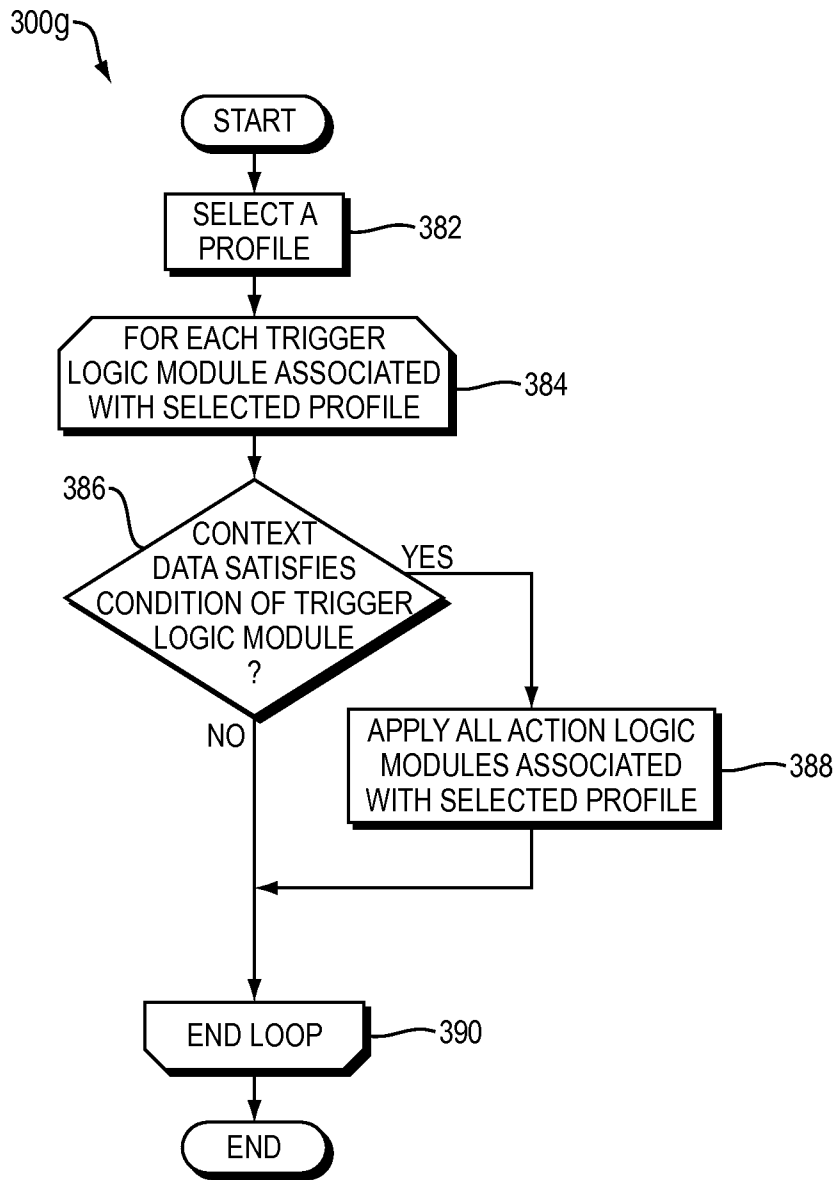 300g
START
SELECT A
PROFILE
382
FOR EACH TRIGGER
LOGIC MODULE ASSOCIATED
WITH SELECTED PROFILE
384
386
CONTEXT
DATA SATISFIES
CONDITION OF TRIGGER
LOGIC MODULE
?
YES
NO
APPLY ALL ACTION LOGIC
MODULES ASSOCIATED
WITH SELECTED PROFILE
388
END LOOP
390
END